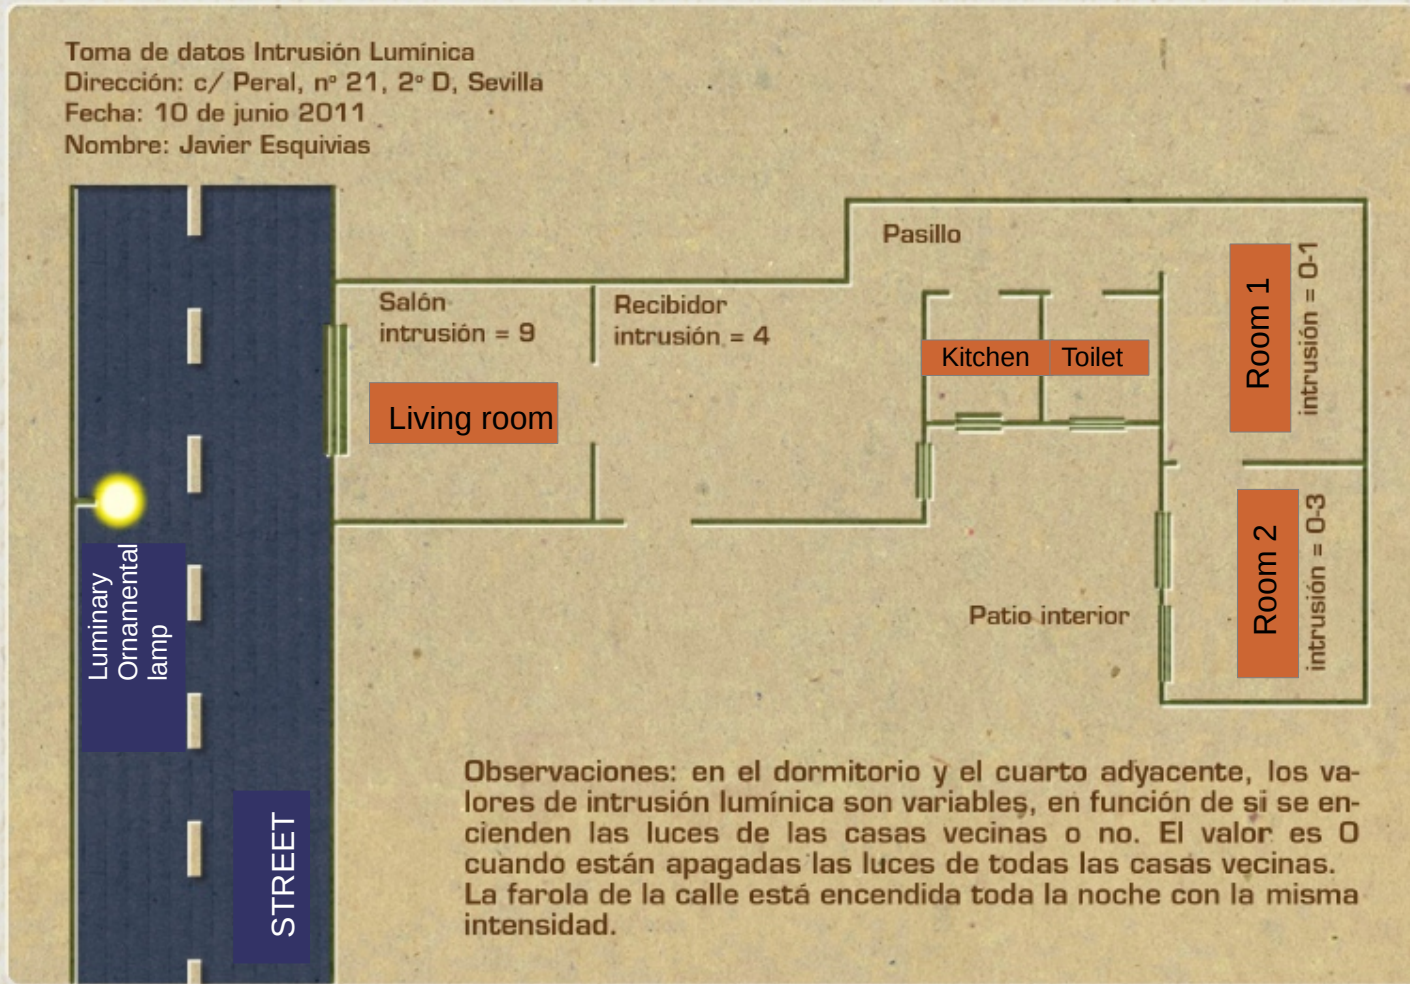 Toma de datos Intrusión Lumínica
Dirección: c/ Peral, nº 21, 2º D, Sevilla
Fecha: 10 de junio 2011
Nombre: Javier Esquivias
Pasillo
Salón
intrusión = 9
Recibidor
intrusión = 4
Living room
Kitchen
Toilet
Room 1
intrusión = 0-1
Room 2
intrusión = 0-3
Luminary
Ornamental
lamp
Patio interior
STREET
Observaciones: en el dormitorio y el cuarto adyacente, los va-
lores de intrusión lumínica son variables, en función de si se en-
cienden las luces de las casas vecinas o no. El valor es 0
cuando están apagadas las luces de todas las casas vecinas.
La farola de la calle está encendida toda la noche con la misma
intensidad.